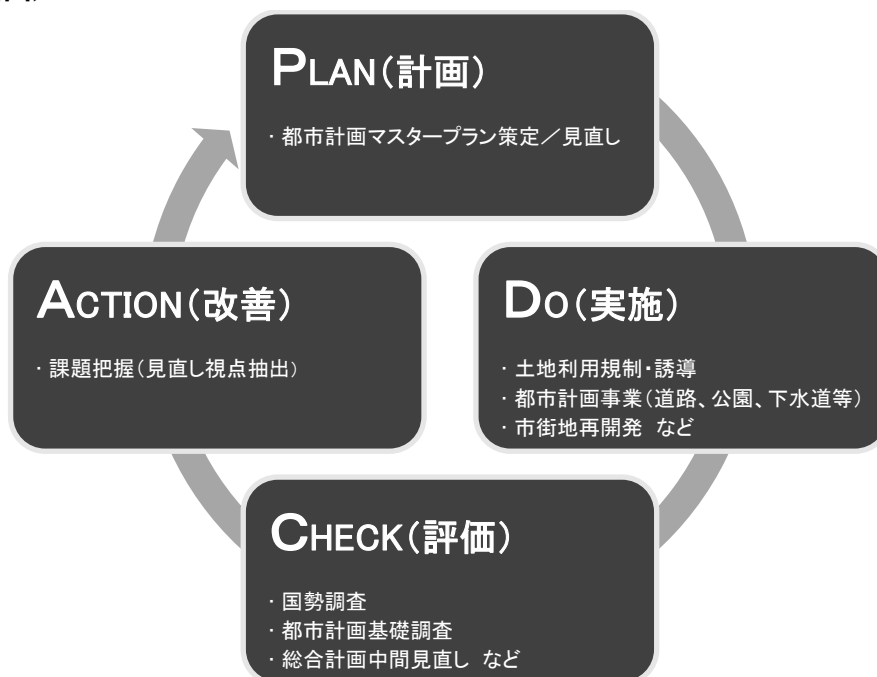 PLAN(計画)
・都市計画マスタープラン策定／見直し
ACTION(改善)
・課題把握(見直し視点抽出)
DO(実施)
・土地利用規制・誘導
・都市計画事業(道路、公園、下水道等)
・市街地再開発 など
CHECK(評価)
・国勢調査
・都市計画基礎調査
・総合計画中間見直し など